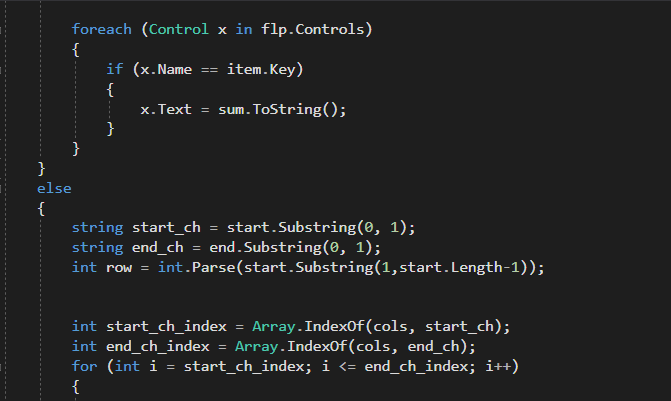 foreach (Control x in flp.Controls)
{
if (x.Name == item.Key)
{
x.Text = sum.ToString();
}
}
}
else
{
string start_ch = start.Substring(0, 1);
string end_ch = end.Substring(0, 1);
int row = int.Parse(start.Substring(1,start.Length-1));
int start_ch_index = Array.IndexOf(cols, start_ch);
int end_ch_index = Array.IndexOf(cols, end_ch);
for (int i = start_ch_index; i <= end_ch_index; i++)
{